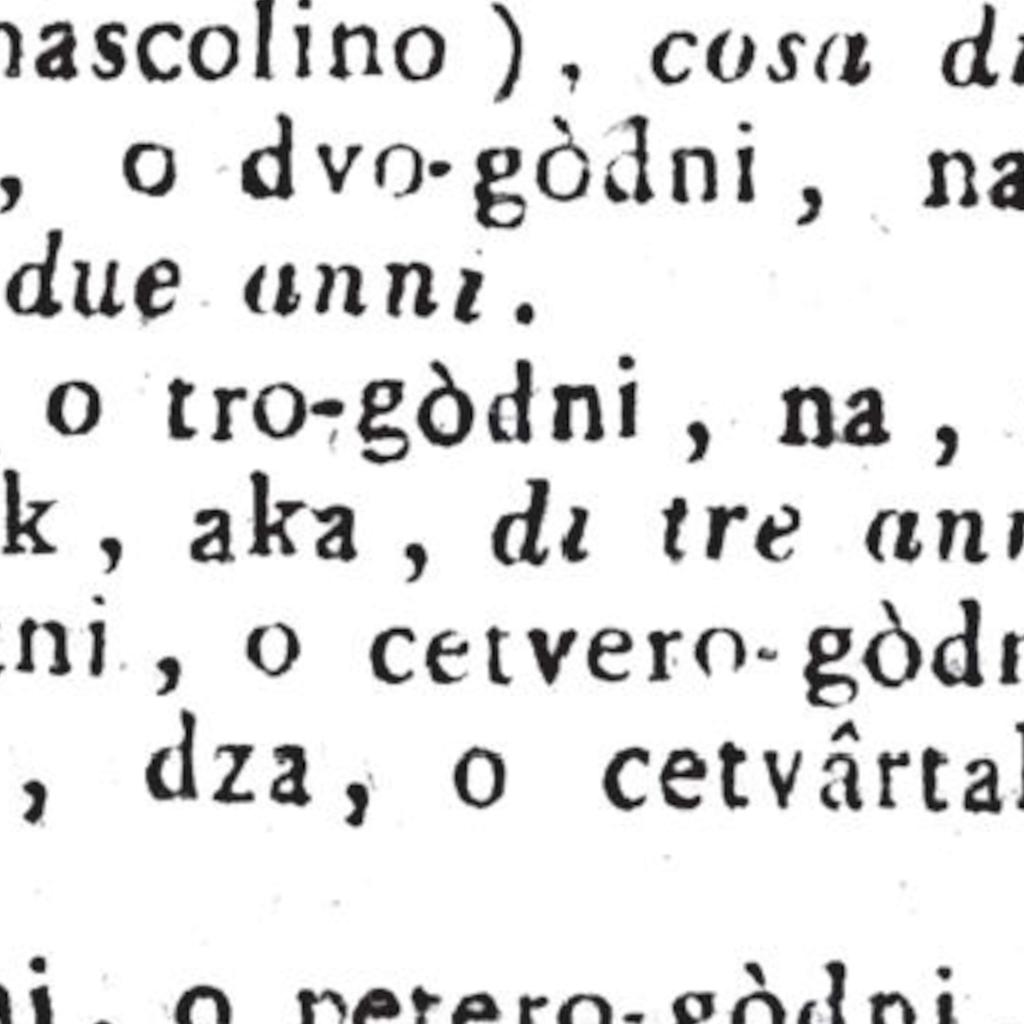 nascolino), cosa di
, o dvo-gòdni, na
due anni.
o tro-gòdni, na,
k, aka, di tre ann
ni, o cetvero-gòdn
, dza, o cetvârtak
ni, o petero-gòdni